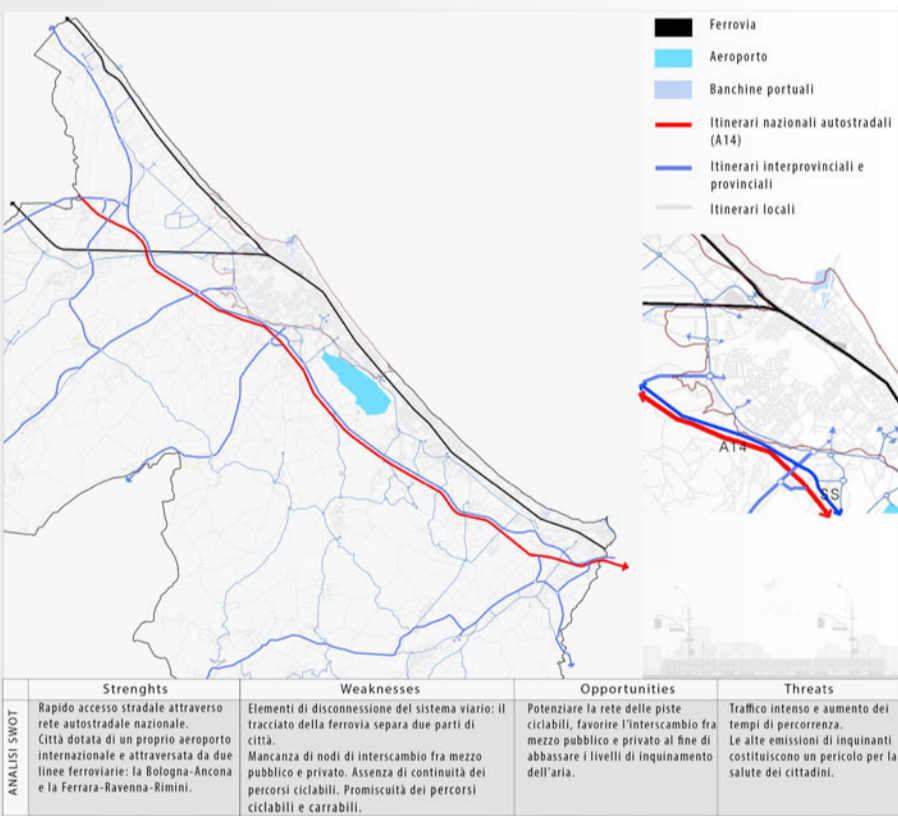 Ferrovia
Aeroporto
Banchine portuali
Itinerari nazionali autostradali
(A14)
Itinerari interprovinciali e
provinciali
Itinerari locali
A14
SS
ANALISI SWOT
Strenghts
Rapido accesso stradale attraverso
rete autostradale nazionale.
Città dotata di un proprio aeroporto
internazionale e attraversata da due
linee ferroviarie: la Bologna-Ancona
e la Ferrara-Ravenna-Rimini.
Weaknesses
Elementi di disconnessione del sistema viario: il
tracciato della ferrovia separa due parti di
città.
Mancanza di nodi di interscambio fra mezzo
pubblico e privato. Assenza di continuità dei
percorsi ciclabili. Promiscuità dei percorsi
ciclabili e carrabili.
Opportunities
Potenziare la rete delle piste
ciclabili, favorire l'interscambio fra
mezzo pubblico e privato al fine di
abbassare i livelli di inquinamento
dell'aria.
Threats
Traffico intenso e aumento dei
tempi di percorrenza.
Le alte emissioni di inquinanti
costituiscono un pericolo per la
salute dei cittadini.